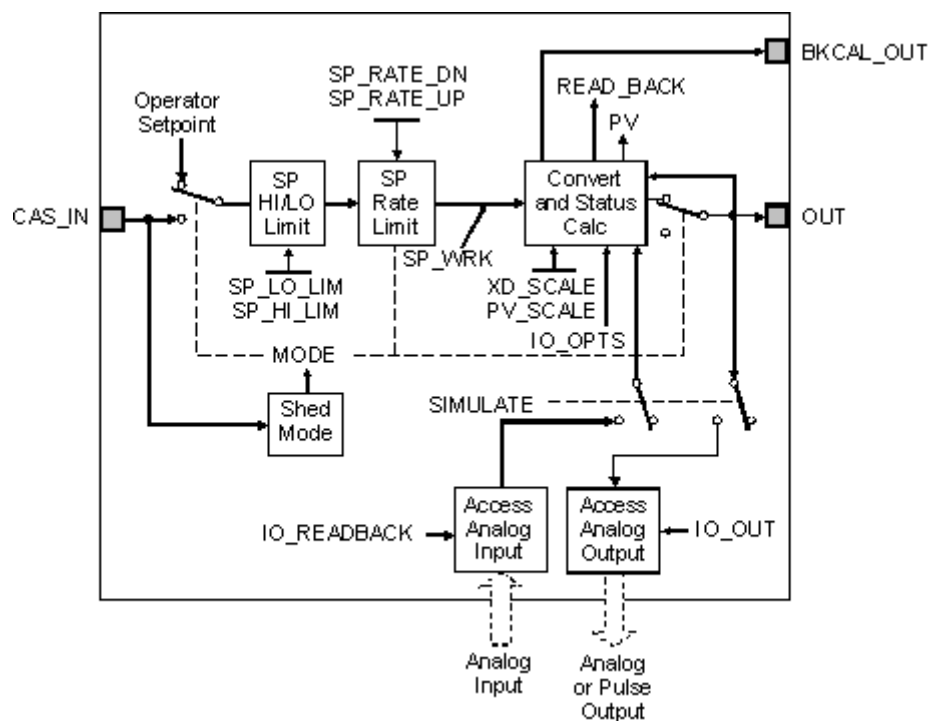 BKCAL_OUT
SP_RATE_DN
SP_RATE_UP
READ_BACK
PV
Operator
Setpoint
SP
HI/LO
Limit
SP
Rate
Limit
Convert
and Status
Calc
CAS_IN
OUT
SP_WRK
SP_LO_LIM
SP_HI_LIM
XD_SCALE
PV_SCALE
IO_OPTS
MODE
Shed
Mode
SIMULATE
Access
Analog
Input
Access
Analog
Output
IO_READBACK
IO_OUT
Analog
Input
Analog
or Pulse
Output